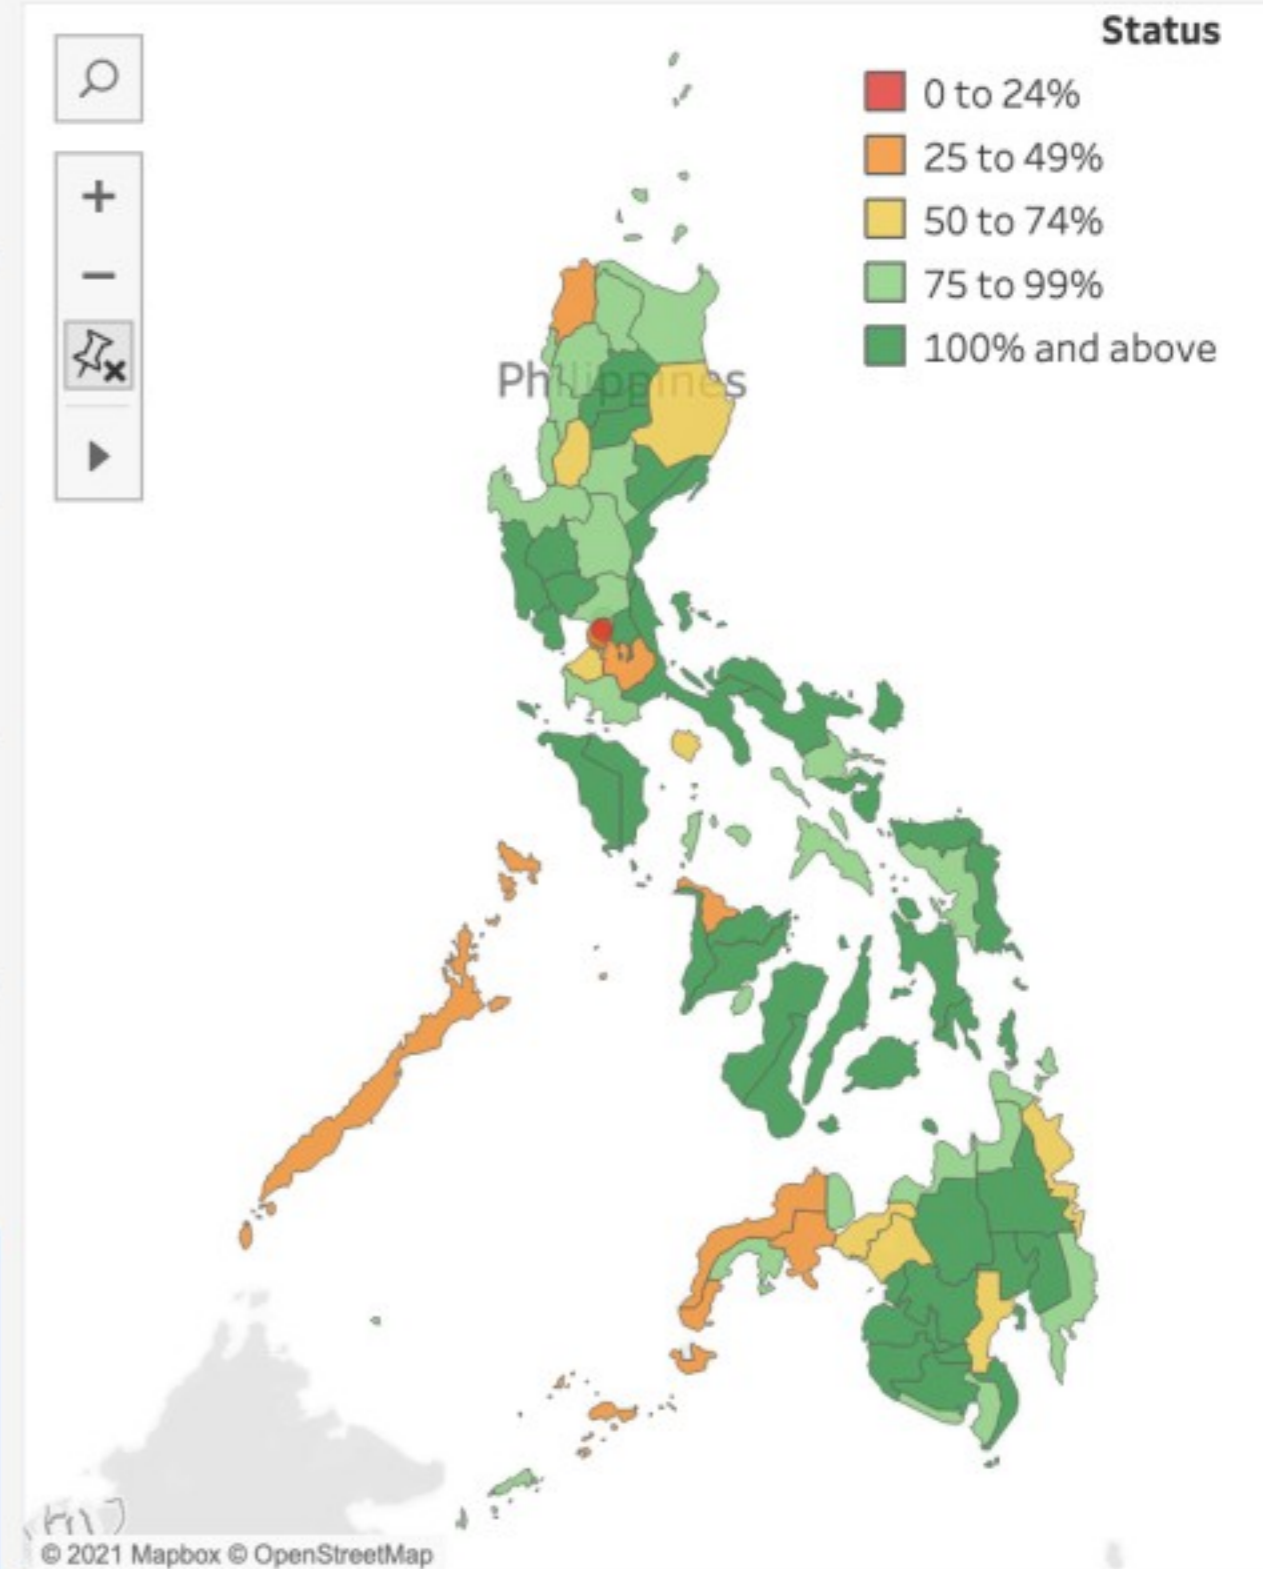 Status
0 to 24%
25 to 49%
50 to 74%
75 to 99%
100% and above
+
−
Philippines
© 2021 Mapbox © OpenStreetMap